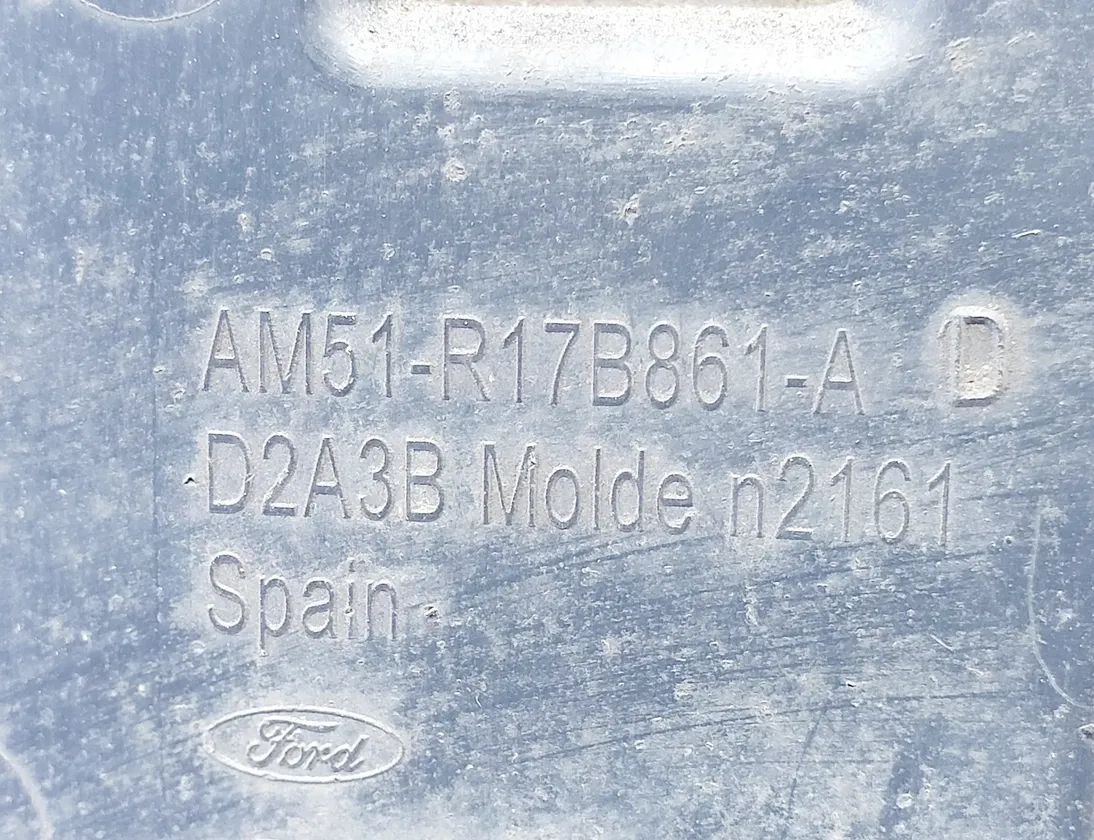 AM51-R17B861-A D
D2A3B Molde n2161
Spain
Ford